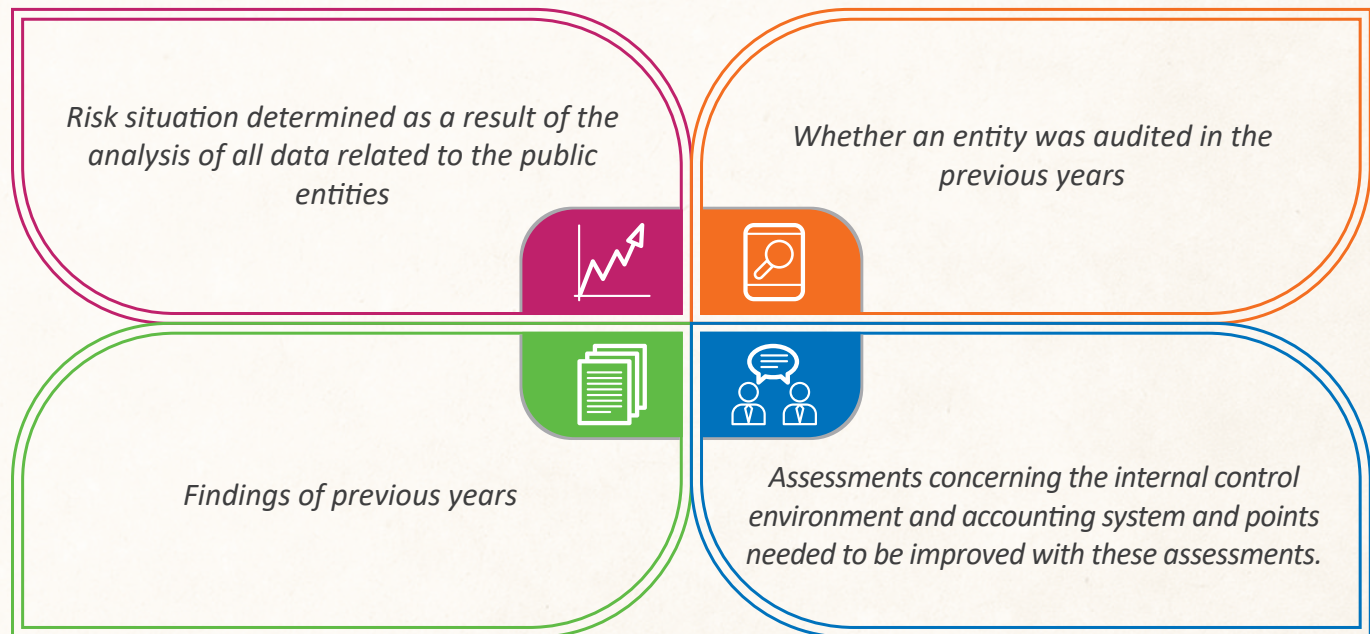 Risk situation determined as a result of the
analysis of all data related to the public
entities
Whether an entity was audited in the
previous years
Findings of previous years
Assessments concerning the internal control
environment and accounting system and points
needed to be improved with these assessments.